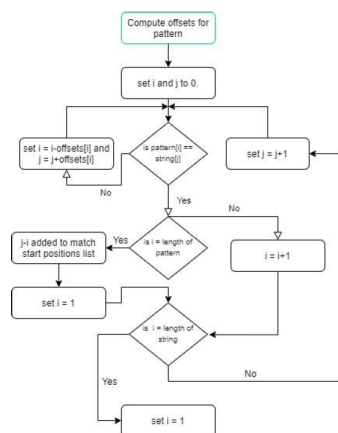 Compute offsets for
pattern
set i and j to 0.
set i = i-offsets[i] and
j = j+offsets[i]
is pattern[i] ==
string[j]
set j = j+1
No
Yes
No
j-i added to match
start positions list
Yes
is i = length of
pattern
i = i+1
set i = 1
is i = length of
string
No
Yes
set i = 1